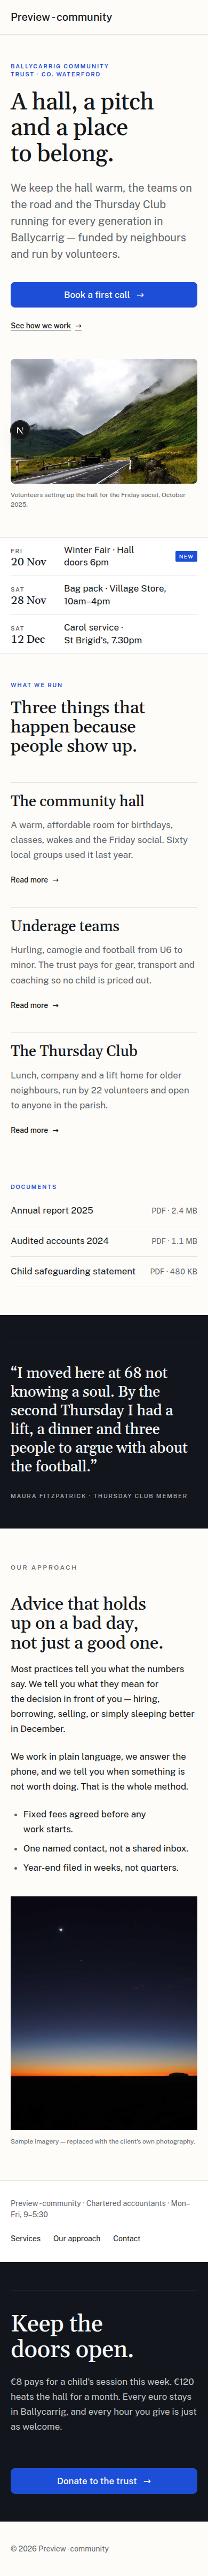 Preview - community
BALLYCARRIG COMMUNITY
TRUST · CO. WATERFORD
A hall, a pitch
and a place
to belong.
We keep the hall warm, the teams on
the road and the Thursday Club
running for every generation in
Ballycarrig — funded by neighbours
and run by volunteers.
Book a first call →
See how we work →
N
Volunteers setting up the hall for the Friday social, October
2025.
FRI
20 Nov
Winter Fair · Hall
doors 6pm
NEW
SAT
28 Nov
Bag pack · Village Store,
10am–4pm
SAT
12 Dec
Carol service ·
St Brigid's, 7.30pm
WHAT WE RUN
Three things that
happen because
people show up.
The community hall
A warm, affordable room for birthdays,
classes, wakes and the Friday social. Sixty
local groups used it last year.
Read more →
Underage teams
Hurling, camogie and football from U6 to
minor. The trust pays for gear, transport and
coaching so no child is priced out.
Read more →
The Thursday Club
Lunch, company and a lift home for older
neighbours, run by 22 volunteers and open
to anyone in the parish.
Read more →
DOCUMENTS
Annual report 2025 PDF · 2.4 MB
Audited accounts 2024 PDF · 1.1 MB
Child safeguarding statement PDF · 480 KB
“I moved here at 68 not
knowing a soul. By the
second Thursday I had a
lift, a dinner and three
people to argue with about
the football.”
MAURA FITZPATRICK · THURSDAY CLUB MEMBER
OUR APPROACH
Advice that holds
up on a bad day,
not just a good one.
Most practices tell you what the numbers
say. We tell you what they mean for
the decision in front of you — hiring,
borrowing, selling, or simply sleeping better
in December.
We work in plain language, we answer the
phone, and we tell you when something is
not worth doing. That is the whole method.
• Fixed fees agreed before any
work starts.
• One named contact, not a shared inbox.
• Year-end filed in weeks, not quarters.
Sample imagery — replaced with the client's own photography.
Preview - community · Chartered accountants · Mon–
Fri, 9–5:30
Services Our approach Contact
Keep the
doors open.
€8 pays for a child's session this week. €120
heats the hall for a month. Every euro stays
in Ballycarrig, and every hour you give is just
as welcome.
Donate to the trust →
© 2026 Preview - community